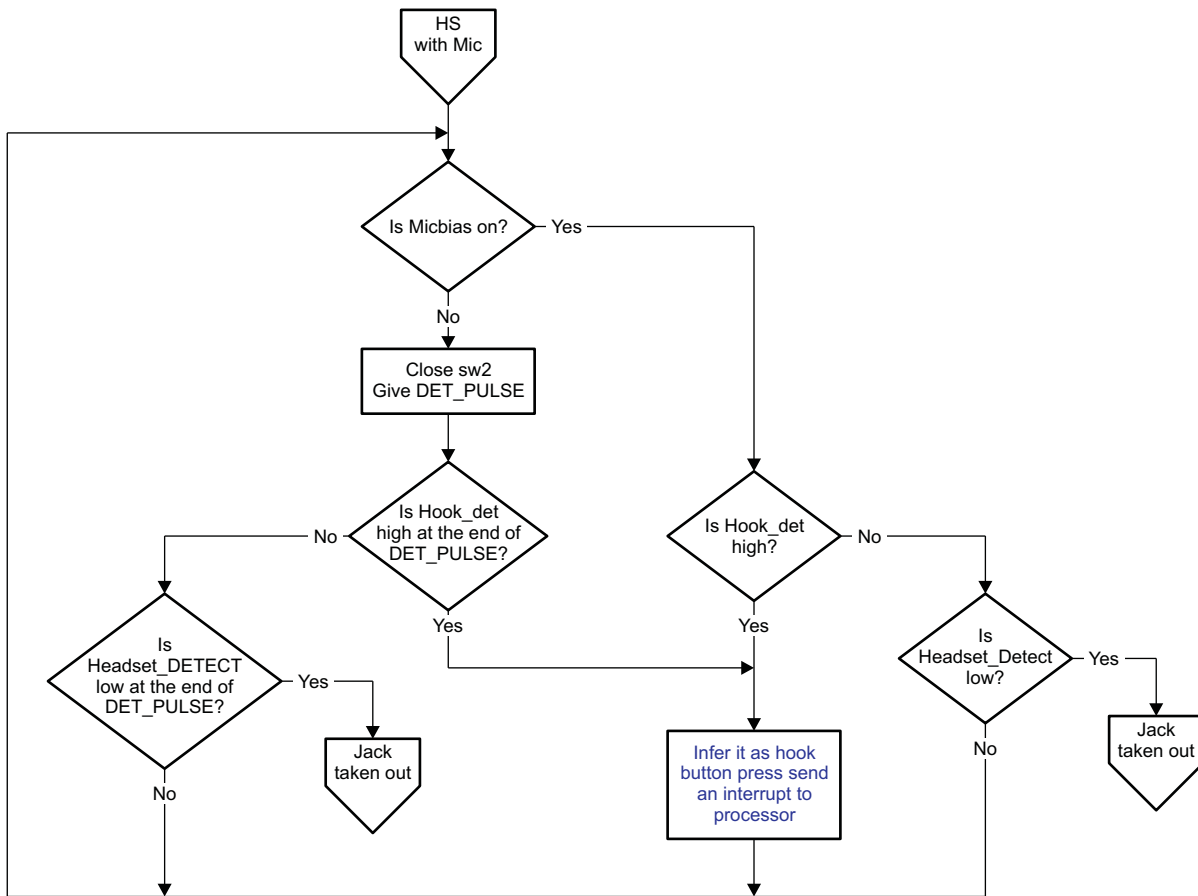 HS
with Mic
Is Micbias on?
Yes
No
Close sw2
Give DET_PULSE
Is Hook_det
high at the end of
DET_PULSE?
No
Yes
Is Hook_det
high?
No
Yes
Is
Headset_DETECT
low at the end of
DET_PULSE?
Yes
No
Jack
taken out
Infer it as hook
button press send
an interrupt to
processor
Is
Headset_Detect
low?
Yes
No
Jack
taken out